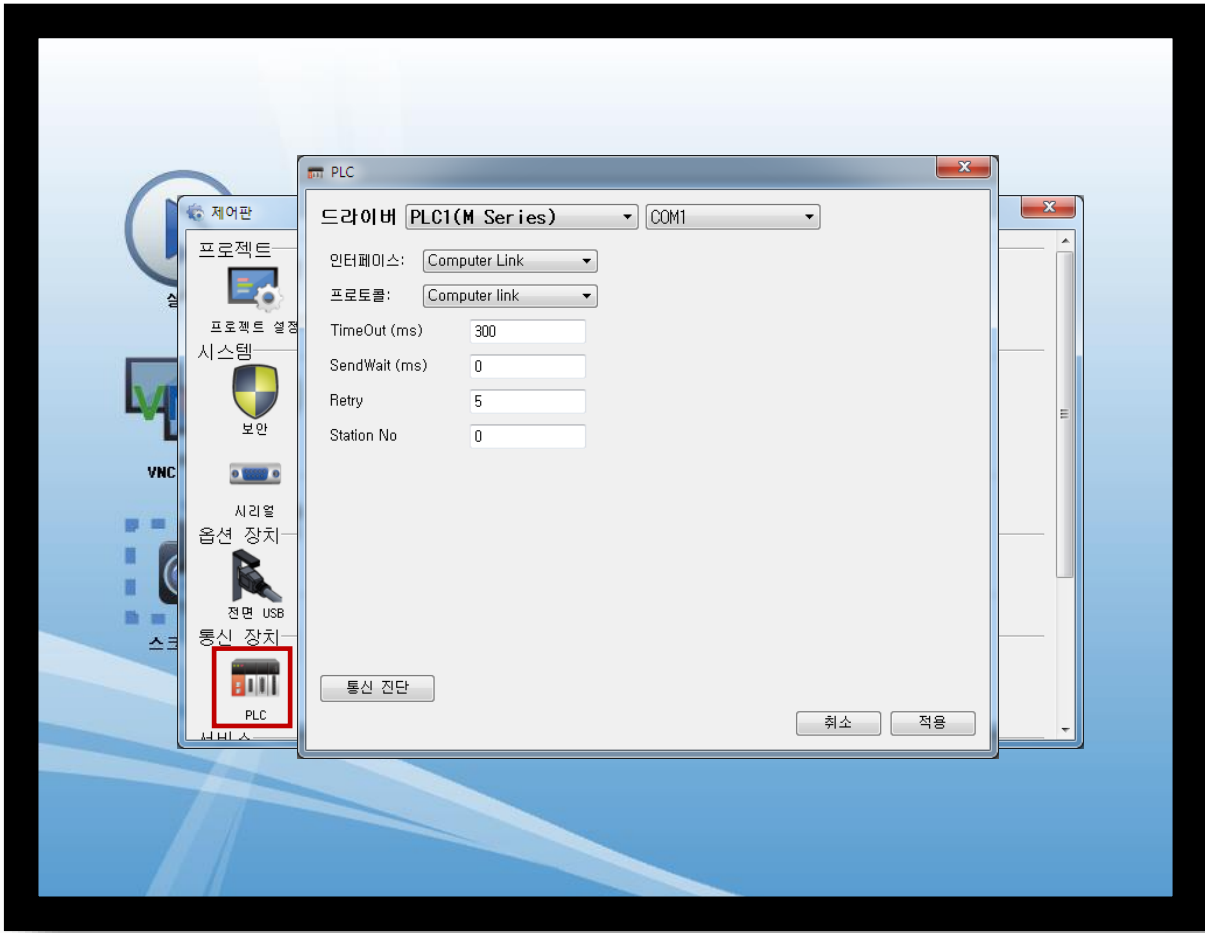 PLC
제어판
드라이버 PLC1(M Series) COM1
프로젝트
인터페이스: Computer Link
프로토콜: Computer link
프로젝트 설정
TimeOut (ms) 300
시스템
SendWait (ms) 0
Retry 5
보안
Station No 0
VNC
시리얼
옵션 장치
전면 USB
통신 장치
통신 진단
PLC
취소 적용
서비스